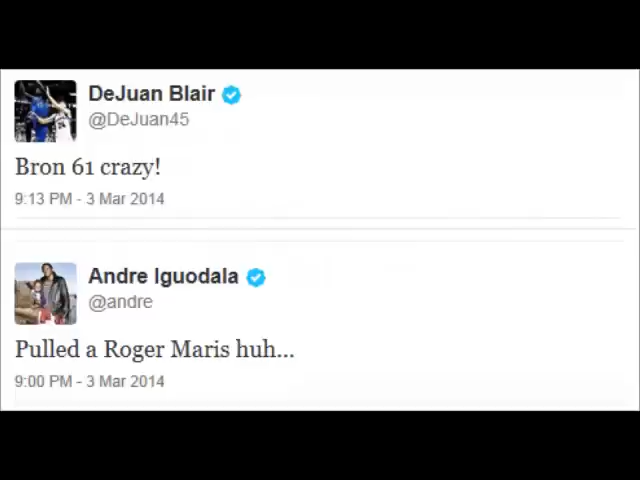 DeJuan Blair
@DeJuan45
Bron 61 crazy!
9:13 PM - 3 Mar 2014
Andre Iguodala
@andre
Pulled a Roger Maris huh...
9:00 PM - 3 Mar 2014